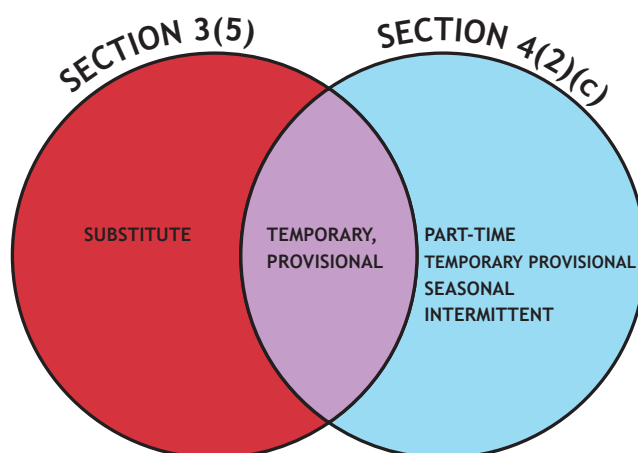 SECTION 3(5)
SECTION 4(2)(c)
SUBSTITUTE
TEMPORARY,
PROVISIONAL
PART-TIME
TEMPORARY PROVISIONAL
SEASONAL
INTERMITTENT